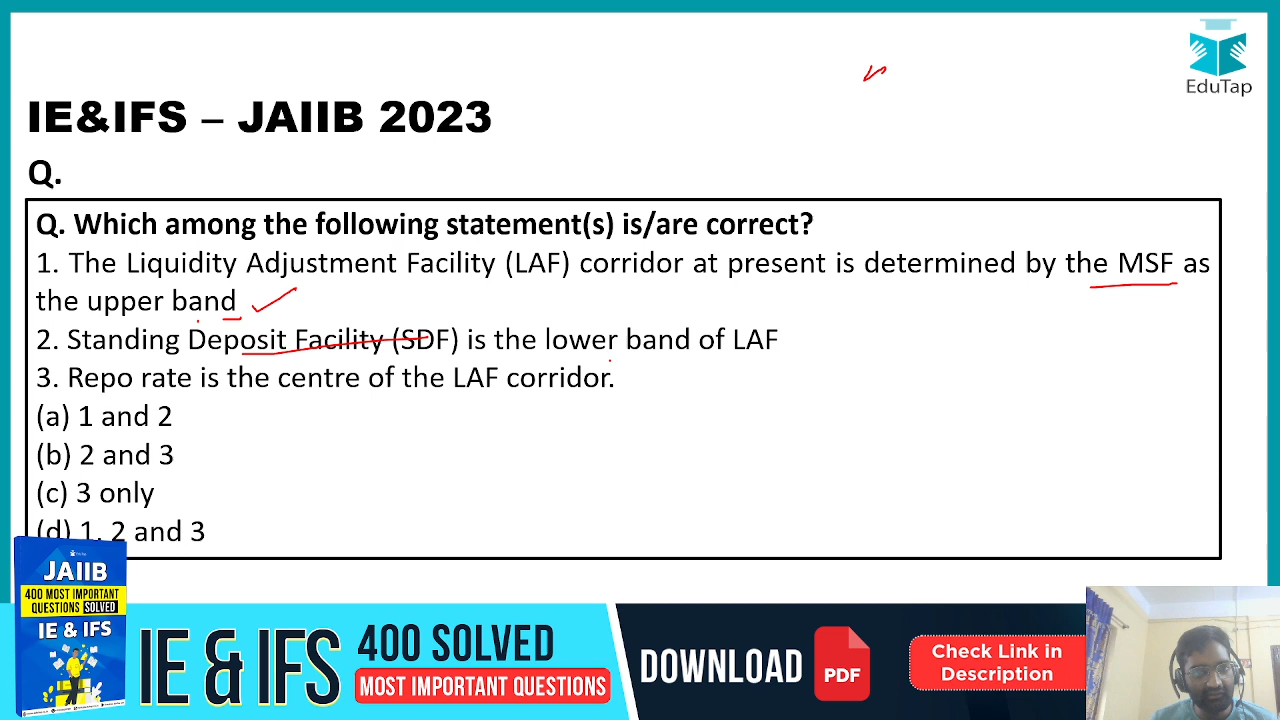 EduTap
IE&IFS – JAIIB 2023
Q.
Q. Which among the following statement(s) is/are correct?
1. The Liquidity Adjustment Facility (LAF) corridor at present is determined by the MSF as
the upper band
2. Standing Deposit Facility (SDF) is the lower band of LAF
3. Repo rate is the centre of the LAF corridor.
(a) 1 and 2
(b) 2 and 3
(c) 3 only
(d) 1, 2 and 3
JAIIB
400 MOST IMPORTANT
QUESTIONS SOLVED
IE & IFS
IE & IFS
400 SOLVED
MOST IMPORTANT QUESTIONS
DOWNLOAD
PDF
Check Link in
Description